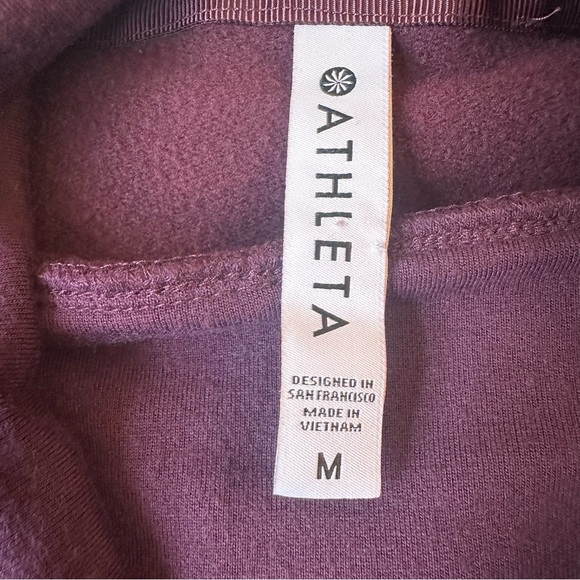 ATHLETA
DESIGNED IN
SAN FRANCISCO
MADE IN
VIETNAM
M